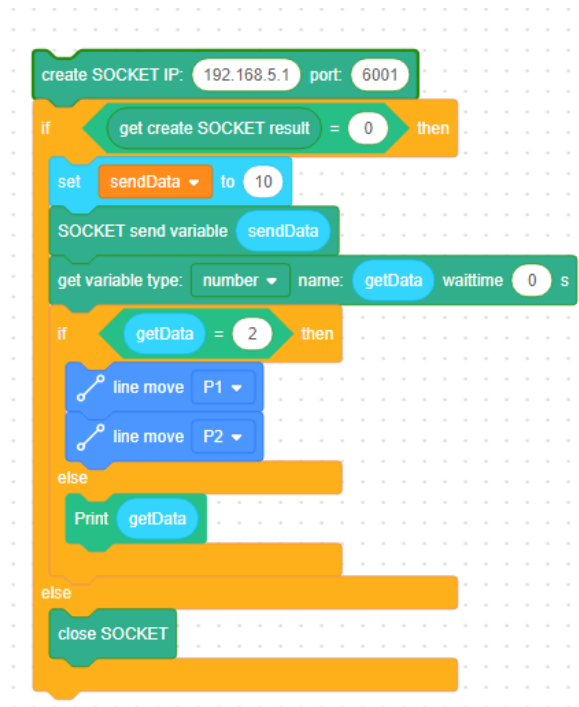 create SOCKET IP: 192.168.5.1 port: 6001
if get create SOCKET result = 0 then
set sendData to 10
SOCKET send variable sendData
get variable type: number name: getData waittime 0 s
if getData = 2 then
line move P1
line move P2
else
Print getData
else
close SOCKET